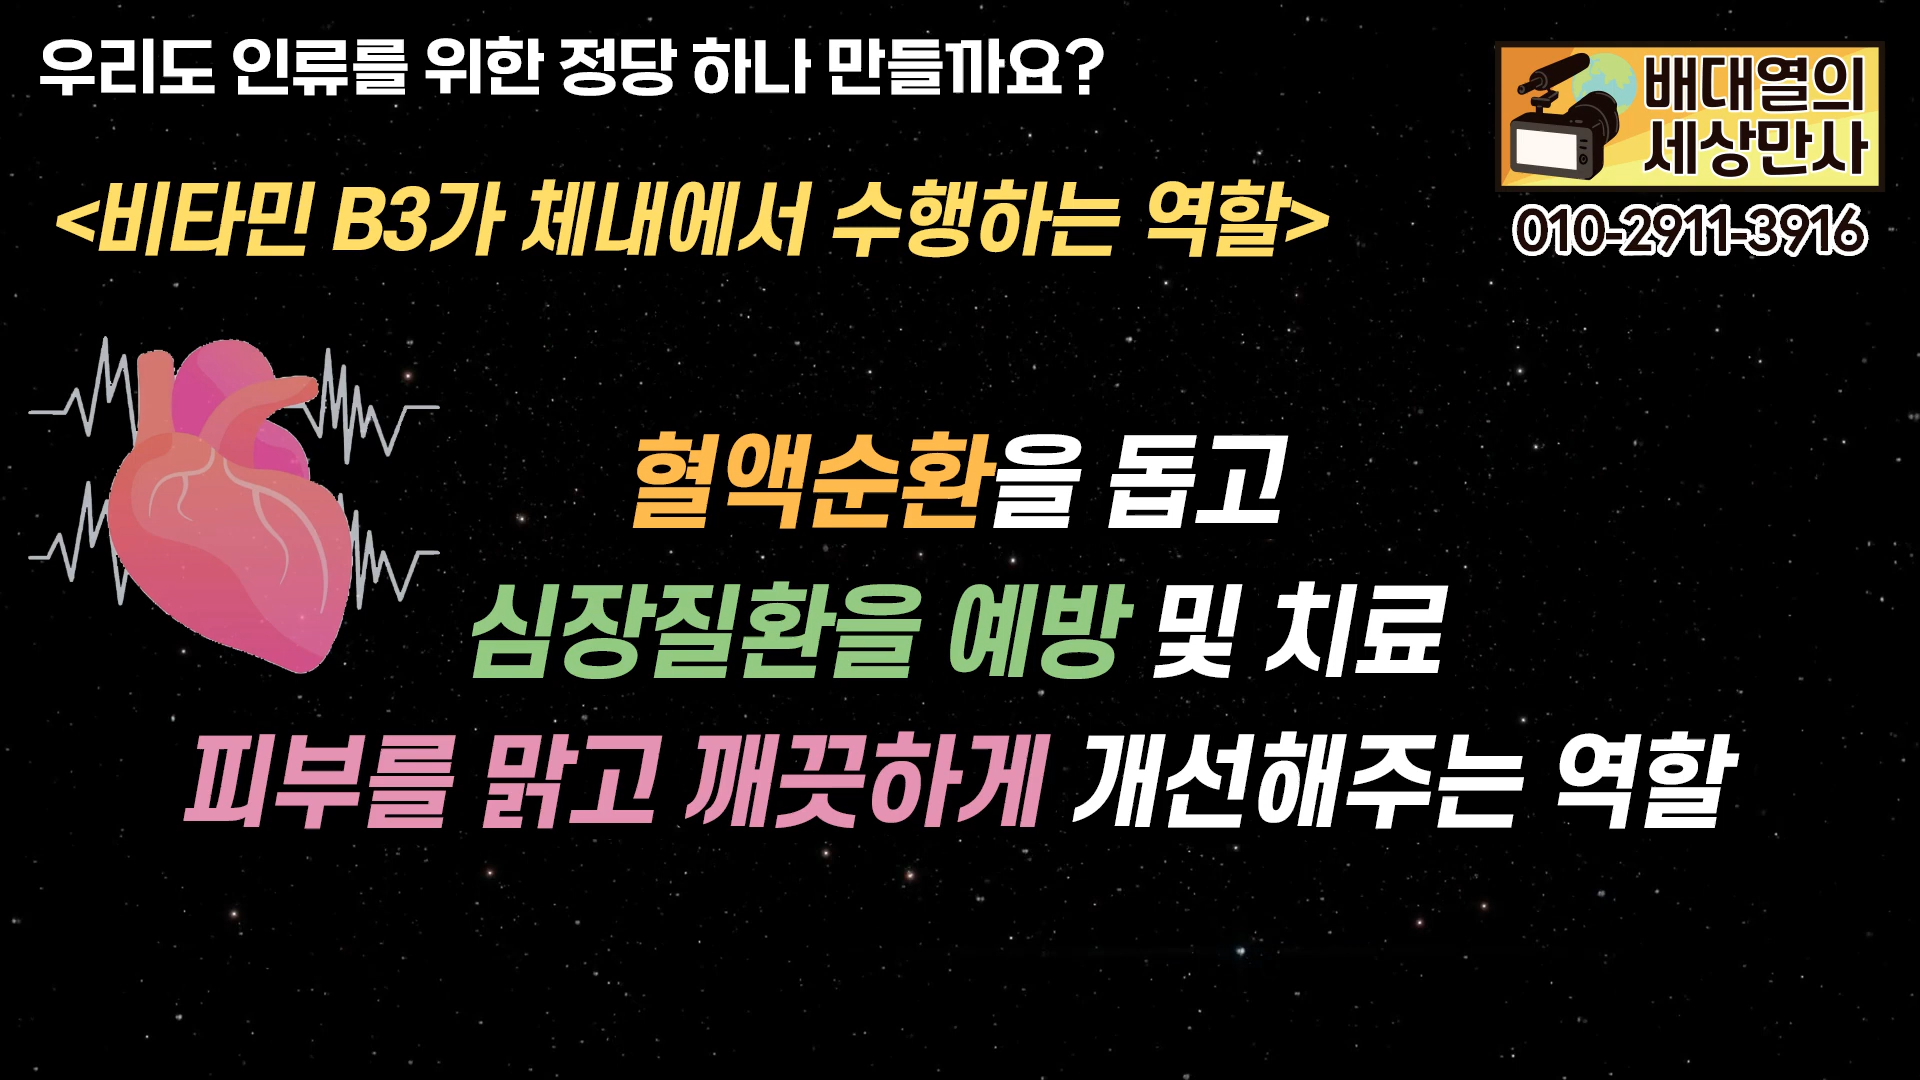 우리도 인류를 위한 정당 하나 만들까요?
배대열의
세상만사
010-2911-3916
<비타민 B3가 체내에서 수행하는 역할>
혈액순환을 돕고
심장질환을 예방 및 치료
피부를 맑고 깨끗하게 개선해주는 역할